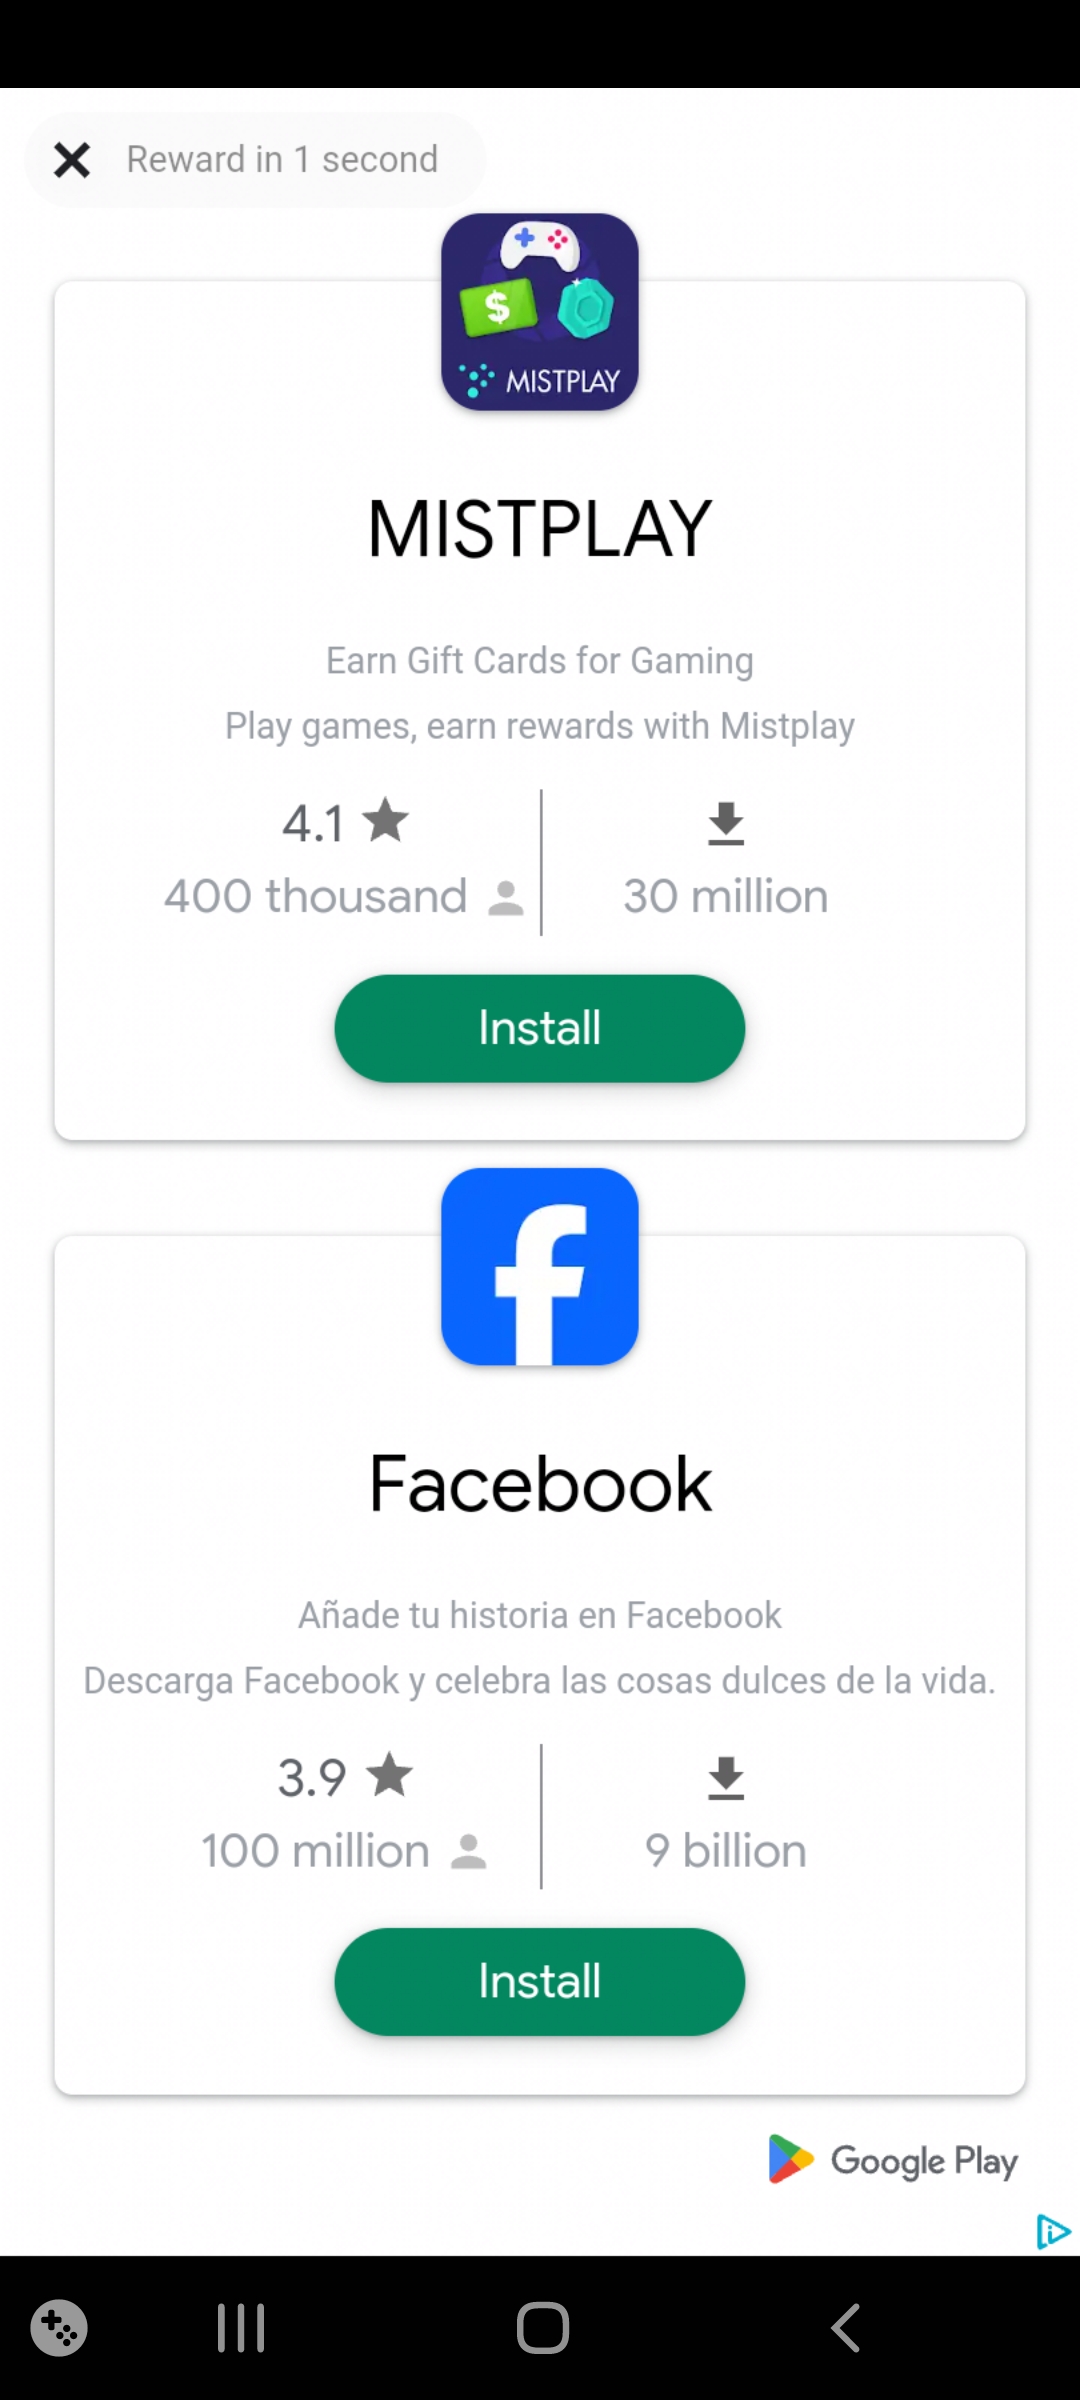 Reward in 1 second
$
MISTPLAY
MISTPLAY
Earn Gift Cards for Gaming
Play games, earn rewards with Mistplay
4.1
400 thousand
30 million
Install
f
Facebook
Añade tu historia en Facebook
Descarga Facebook y celebra las cosas dulces de la vida.
3.9
100 million
9 billion
Install
Google Play